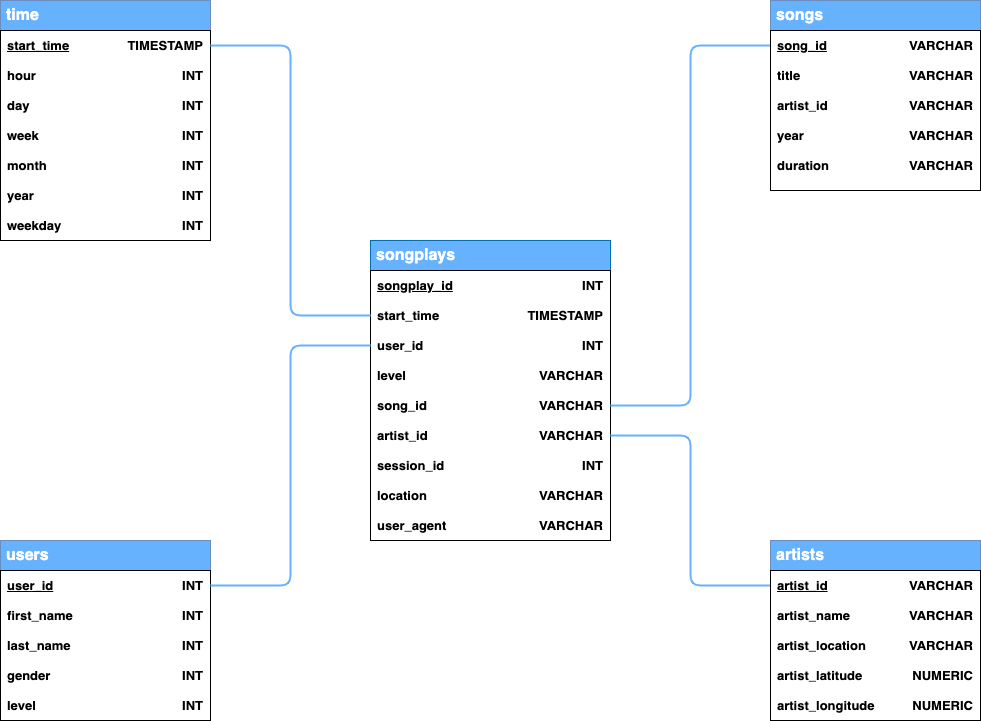 time
start_time TIMESTAMP
hour INT
day INT
week INT
month INT
year INT
weekday INT
songs
song_id VARCHAR
title VARCHAR
artist_id VARCHAR
year VARCHAR
duration VARCHAR
songplays
songplay_id INT
start_time TIMESTAMP
user_id INT
level VARCHAR
song_id VARCHAR
artist_id VARCHAR
session_id INT
location VARCHAR
user_agent VARCHAR
users
user_id INT
first_name INT
last_name INT
gender INT
level INT
artists
artist_id VARCHAR
artist_name VARCHAR
artist_location VARCHAR
artist_latitude NUMERIC
artist_longitude NUMERIC